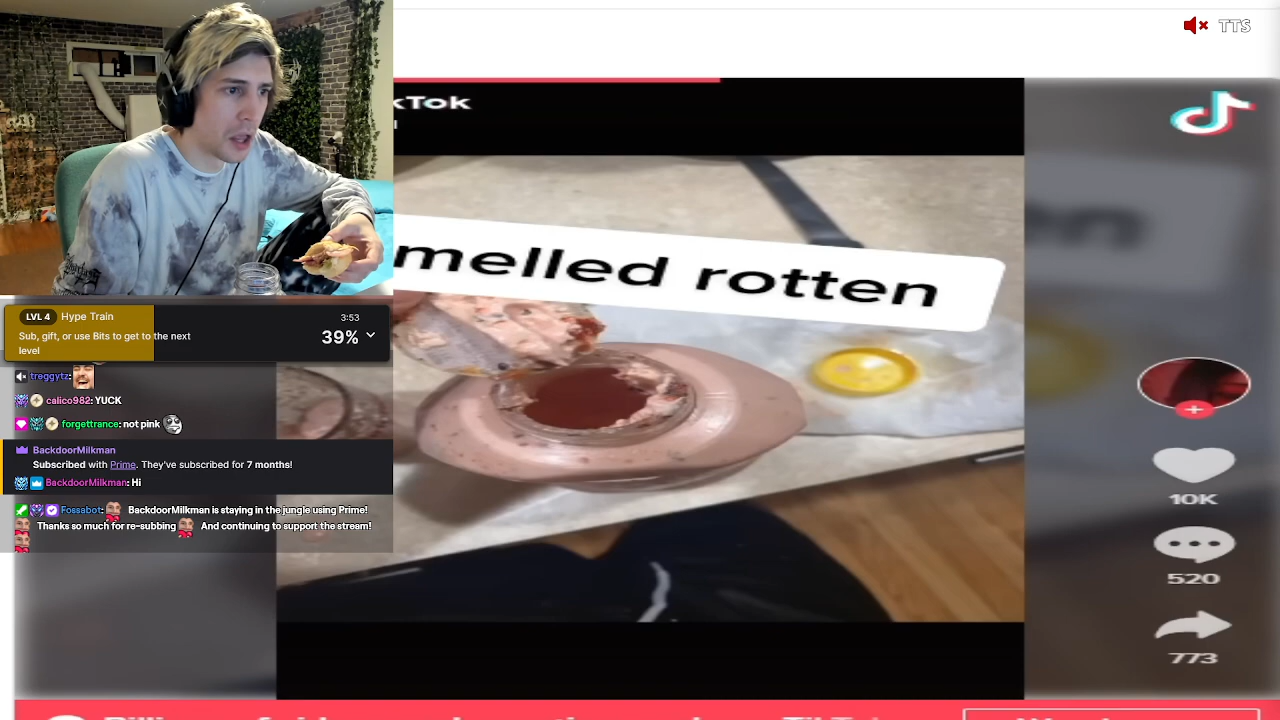 TTS
kTok
melled rotten
LVL 4 Hype Train
3:53
Sub, gift, or use Bits to get to the next
level
39%
treggytz:
calico982: YUCK
forgettrance: not pink
BackdoorMilkman
Subscribed with Prime. They've subscribed for 7 months!
BackdoorMilkman: Hi
Fossabot: BackdoorMilkman is staying in the jungle using Prime!
Thanks so much for re-subbing And continuing to support the stream!
10K
520
773